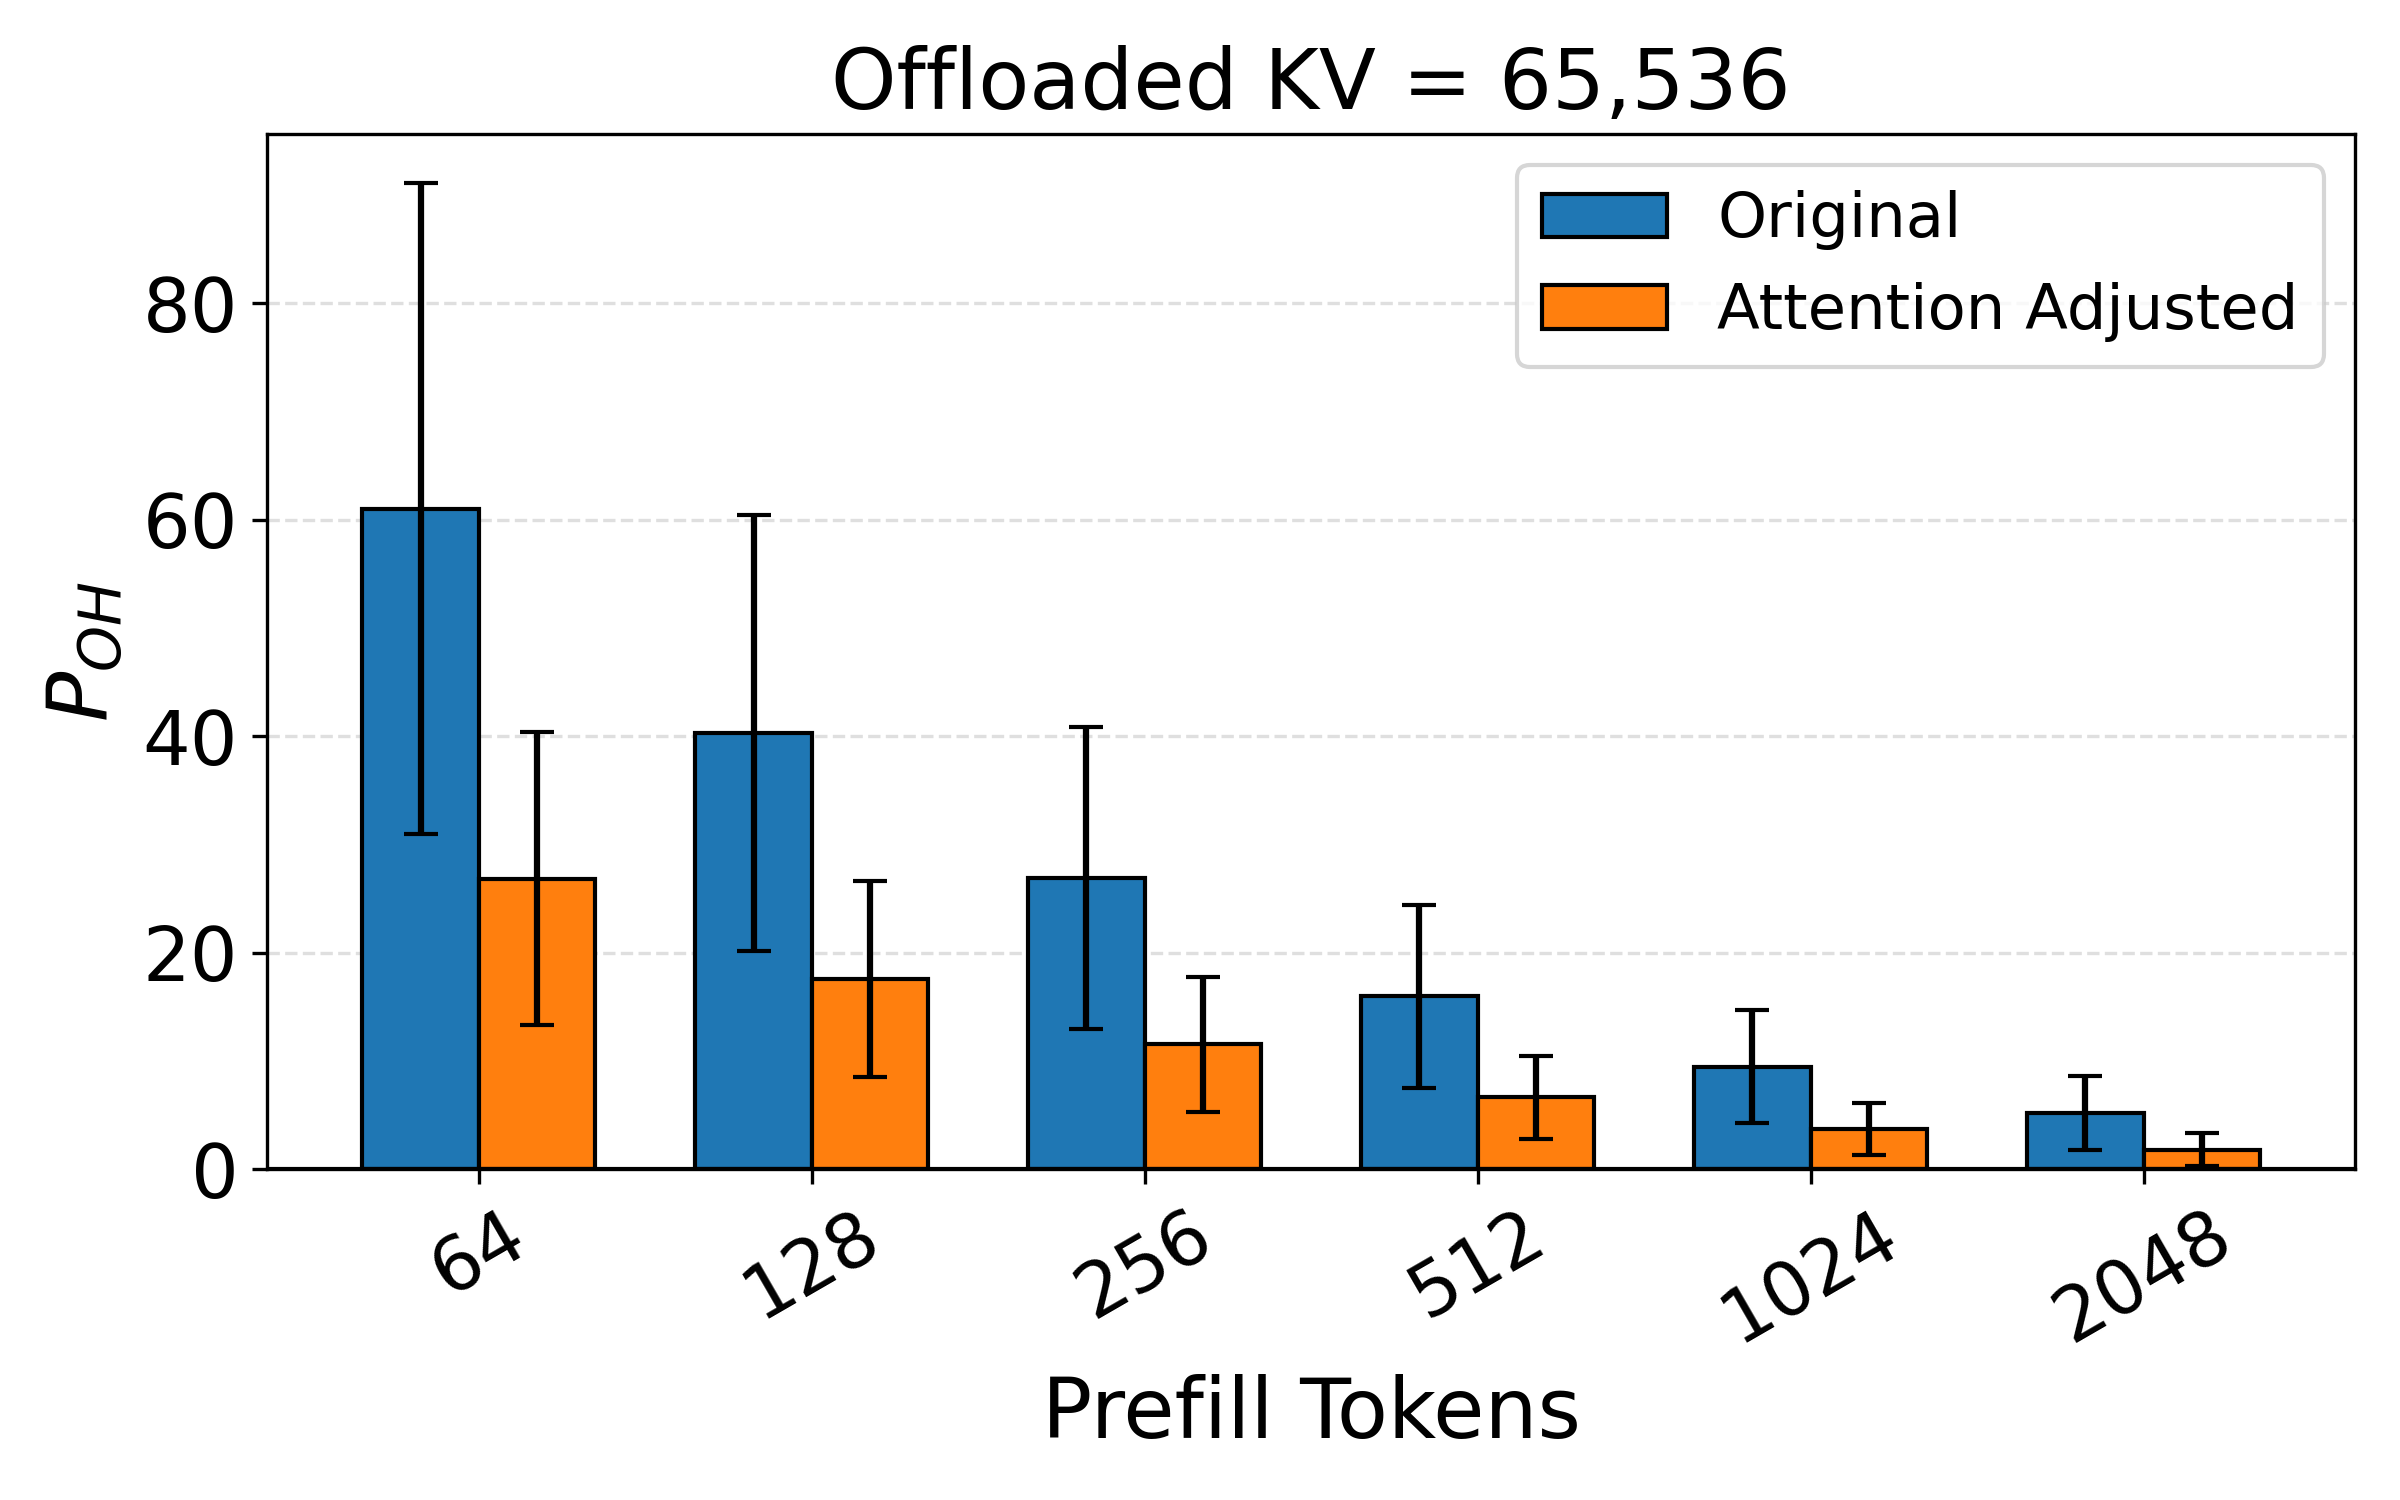 Offloaded KV = 65,536
Original
Attention Adjusted
80
60
40
20
0
P_OH
64
128
256
512
1024
2048
Prefill Tokens